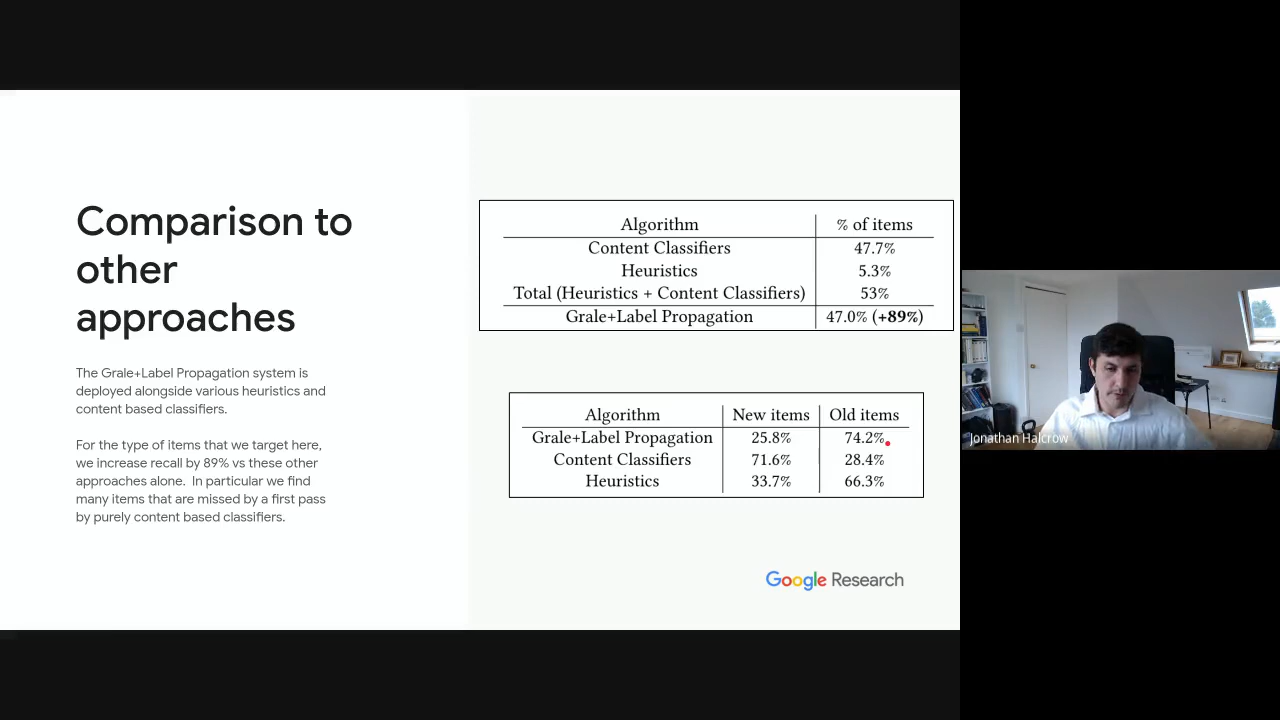 Comparison to
other
approaches
The Grale+Label Propagation system is
deployed alongside various heuristics and
content based classifiers.
For the type of items that we target here,
we increase recall by 89% vs these other
approaches alone. In particular we find
many items that are missed by a first pass
by purely content based classifiers.
Algorithm % of items
Content Classifiers 47.7%
Heuristics 5.3%
Total (Heuristics + Content Classifiers) 53%
Grale+Label Propagation 47.0% (+89%)
Algorithm New items Old items
Grale+Label Propagation 25.8% 74.2%
Content Classifiers 71.6% 28.4%
Heuristics 33.7% 66.3%
Google Research
Jonathan Halcrow